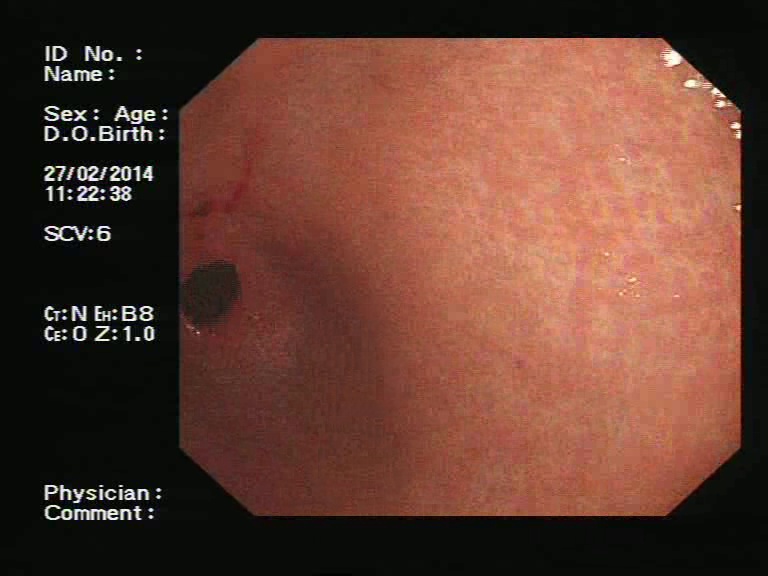 ID No. :
Name:
Sex: Age:
D.O.Birth:
27/02/2014
11:22:38
SCV:6
CT:N EH:B8
CE:0 Z:1.0
Physician:
Comment: